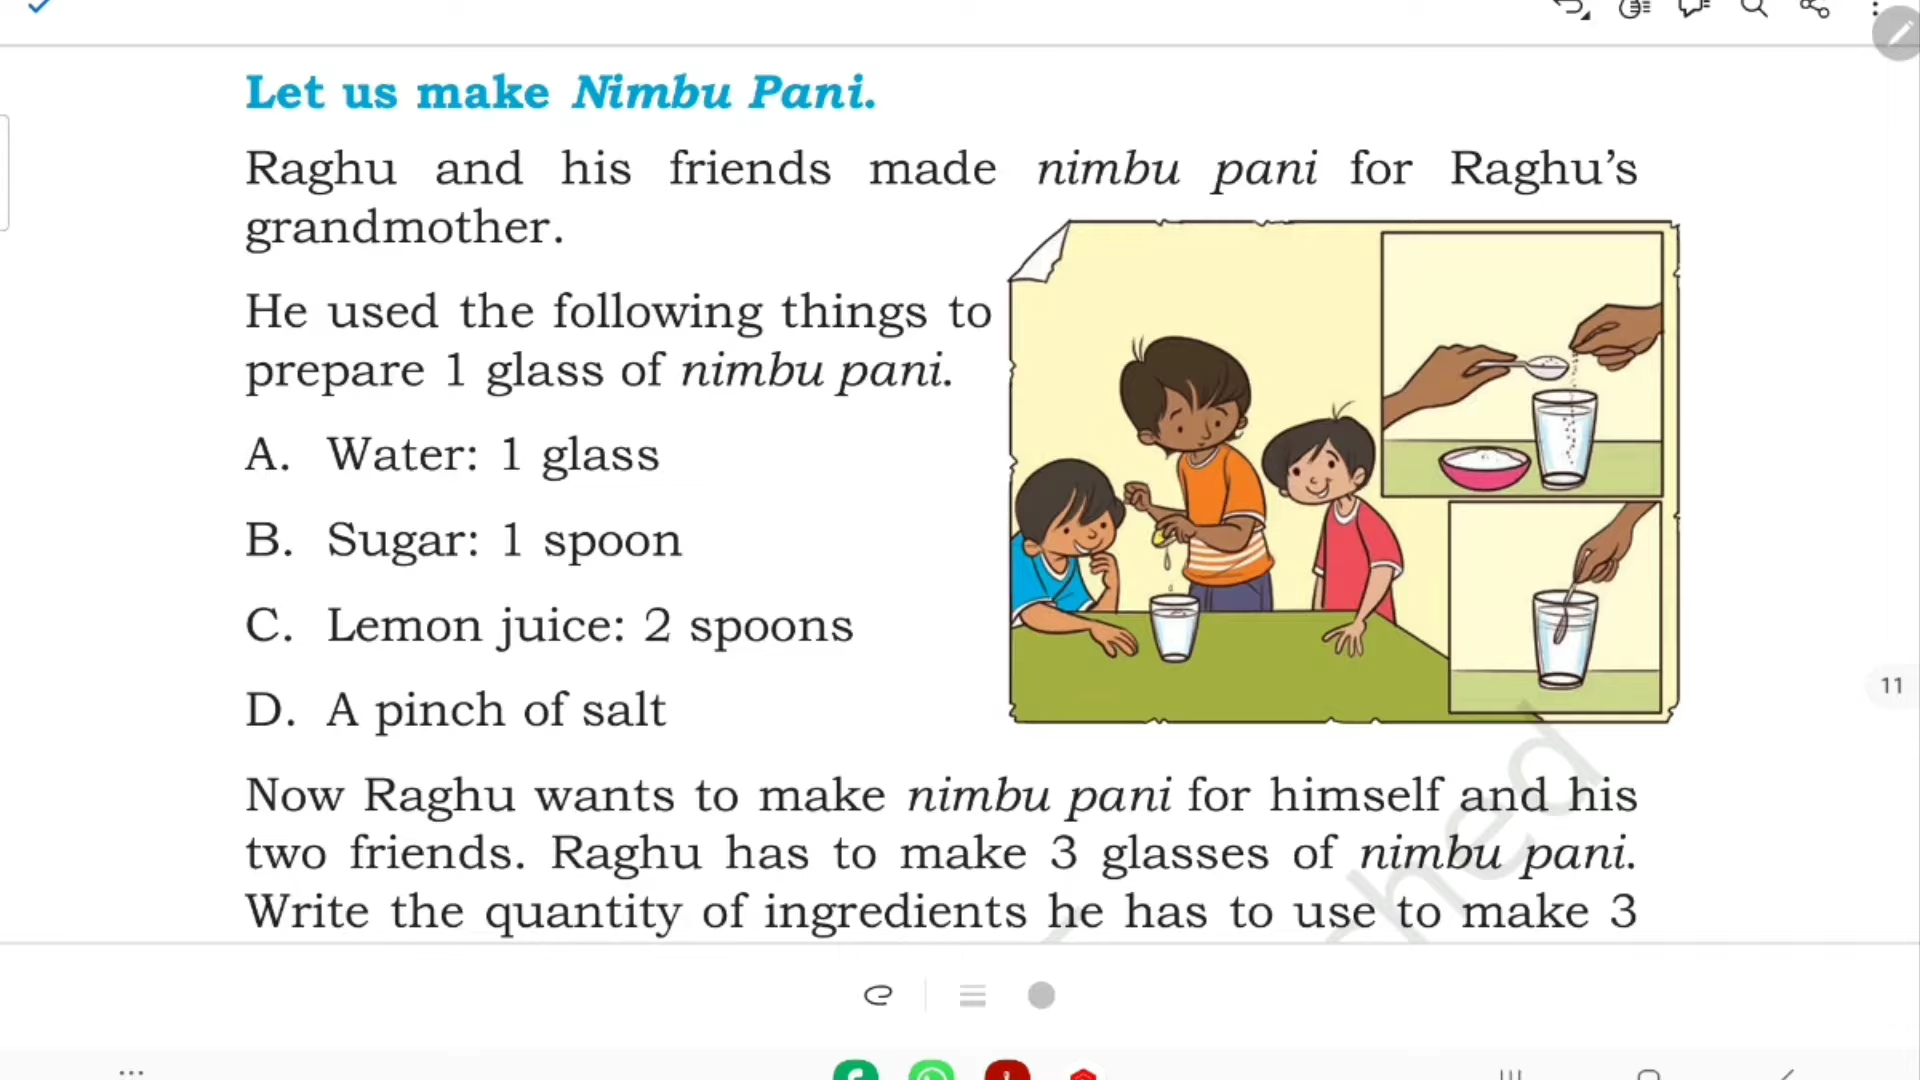 Let us make Nimbu Pani.
Raghu and his friends made nimbu pani for Raghu’s
grandmother.
He used the following things to
prepare 1 glass of nimbu pani.
A. Water: 1 glass
B. Sugar: 1 spoon
C. Lemon juice: 2 spoons
D. A pinch of salt
11
Now Raghu wants to make nimbu pani for himself and his
two friends. Raghu has to make 3 glasses of nimbu pani.
Write the quantity of ingredients he has to use to make 3